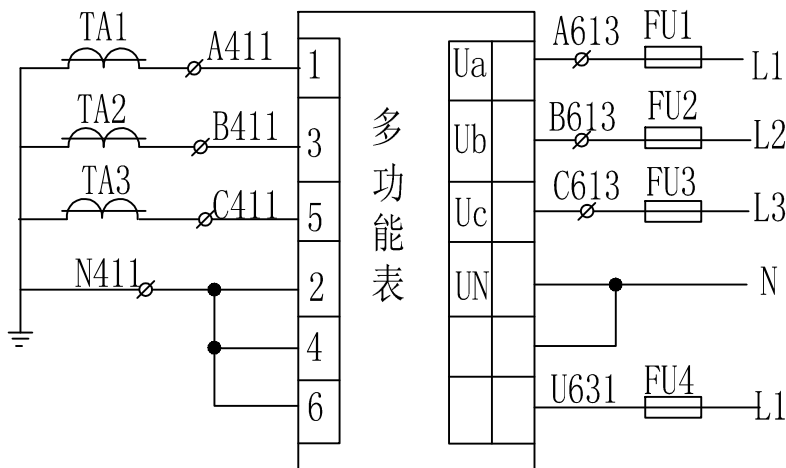 TA1 A411 1 Ua A613 FU1 L1
TA2 B411 3 Ub B613 FU2 L2
TA3 C411 5 Uc C613 FU3 L3
N411 2 UN N
4
6 U631 FU4 L1
多功能表